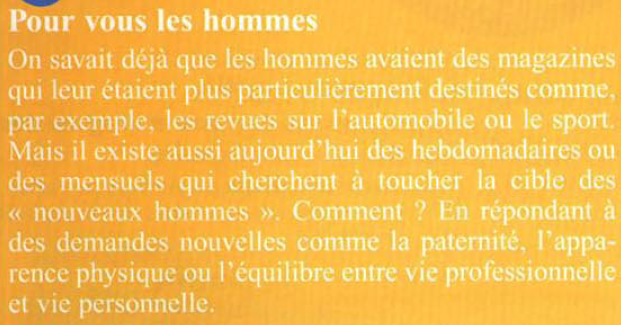 Pour vous les hommes
On savait déjà que les hommes avaient des magazines
qui leur étaient plus particulièrement destinés comme,
par exemple, les revues sur l'automobile ou le sport.
Mais il existe aussi aujourd'hui des hebdomadaires ou
des mensuels qui cherchent à toucher la cible des
« nouveaux hommes ». Comment ? En répondant à
des demandes nouvelles comme la paternité, l'appa-
rence physique ou l'équilibre entre vie professionnelle
et vie personnelle.